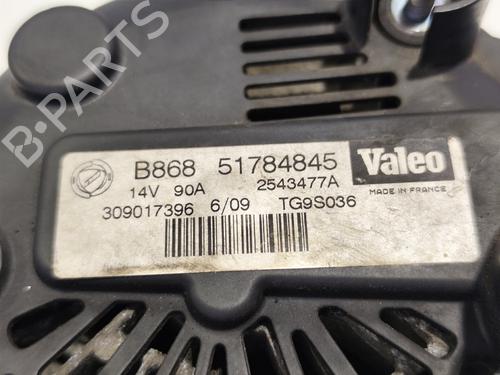 B-PARTS
B868 51784845 Valeo
14V 90A 2543477A MADE IN FRANCE
309017396 6/09 TG9S036